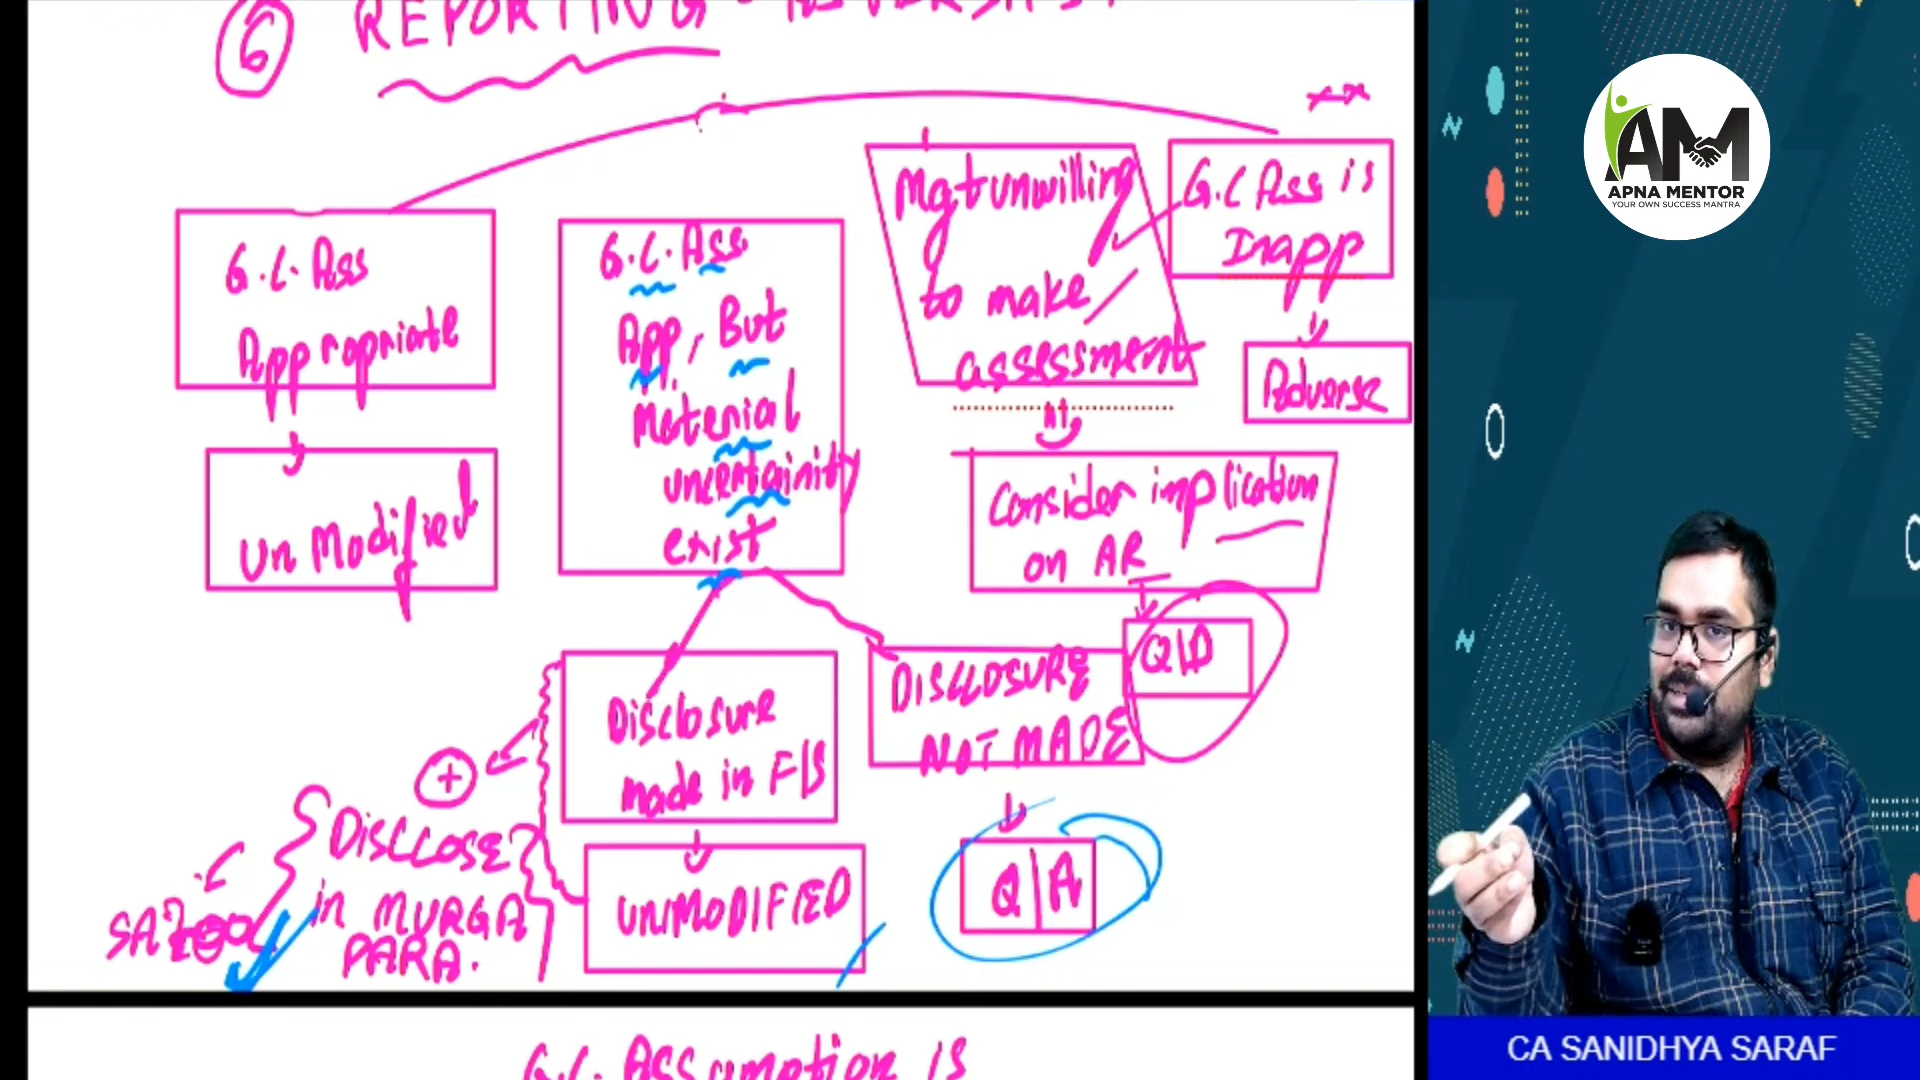 6 REPORTING
G.C. Ass
Appropriate
Un Modified
G.C. Ass
App, But
Material
uncertainity
exist
Mgt unwilling
to make
assessment
G.C Ass is
Inapp
Adverse
Consider implication
on AR
Q|D
Disclosure
made in F/S
UNMODIFIED
DISCLOSURE
NOT MADE
Q|A
+
DISCLOSE
in MURGA
PARA.
G.C. Assumption is
AM
APNA MENTOR
YOUR OWN SUCCESS MANTRA
CA SANIDHYA SARAF